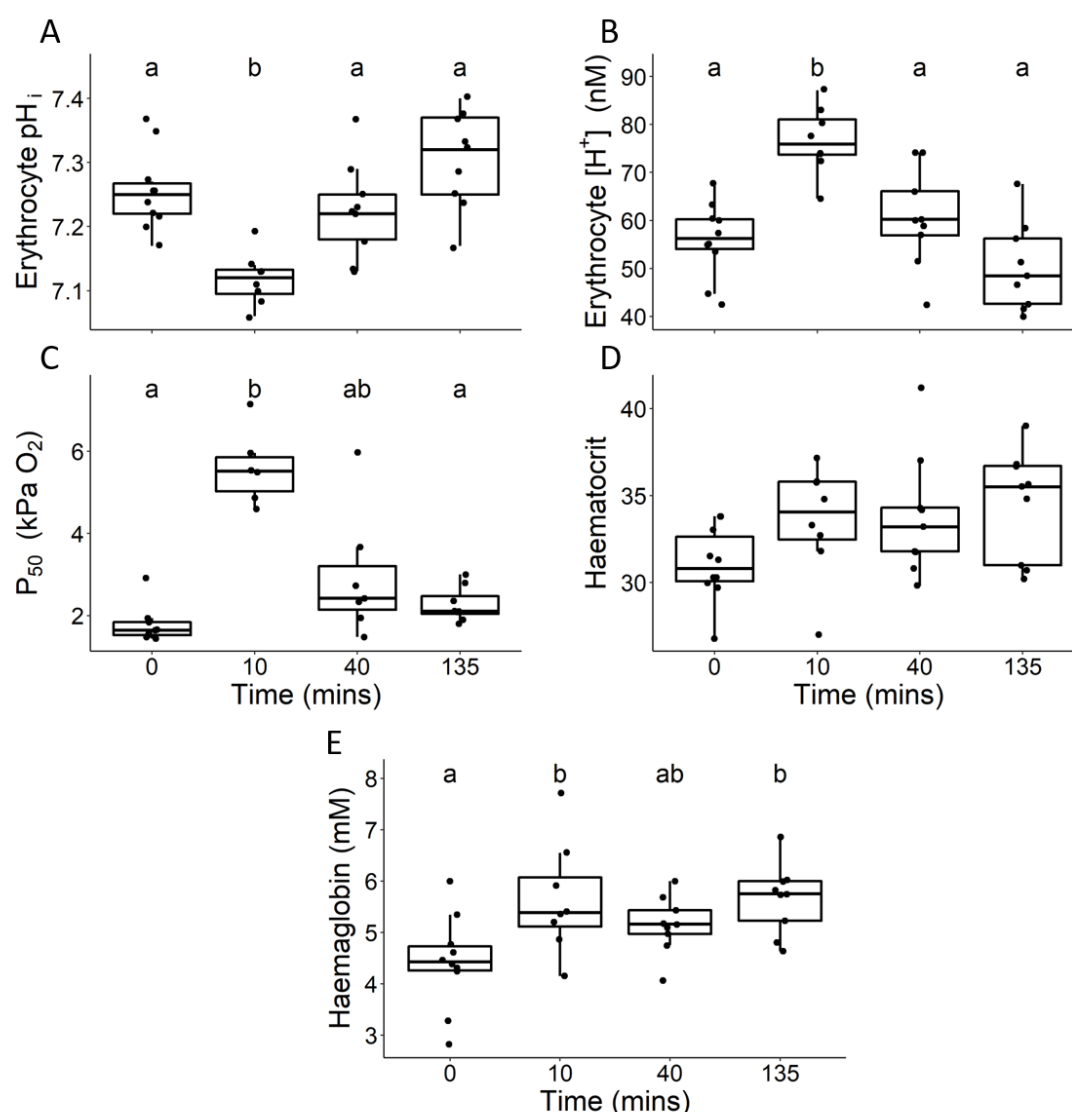 A
a b a a
Erythrocyte pHi
7.4
7.3
7.2
7.1
B
a b a a
Erythrocyte [H+] (nM)
90
80
70
60
50
40
C
a b ab a
P50 (kPa O2)
6
4
2
0 10 40 135
Time (mins)
D
Haematocrit
40
35
30
0 10 40 135
Time (mins)
E
a b ab b
Haemaglobin (mM)
8
7
6
5
4
3
0 10 40 135
Time (mins)